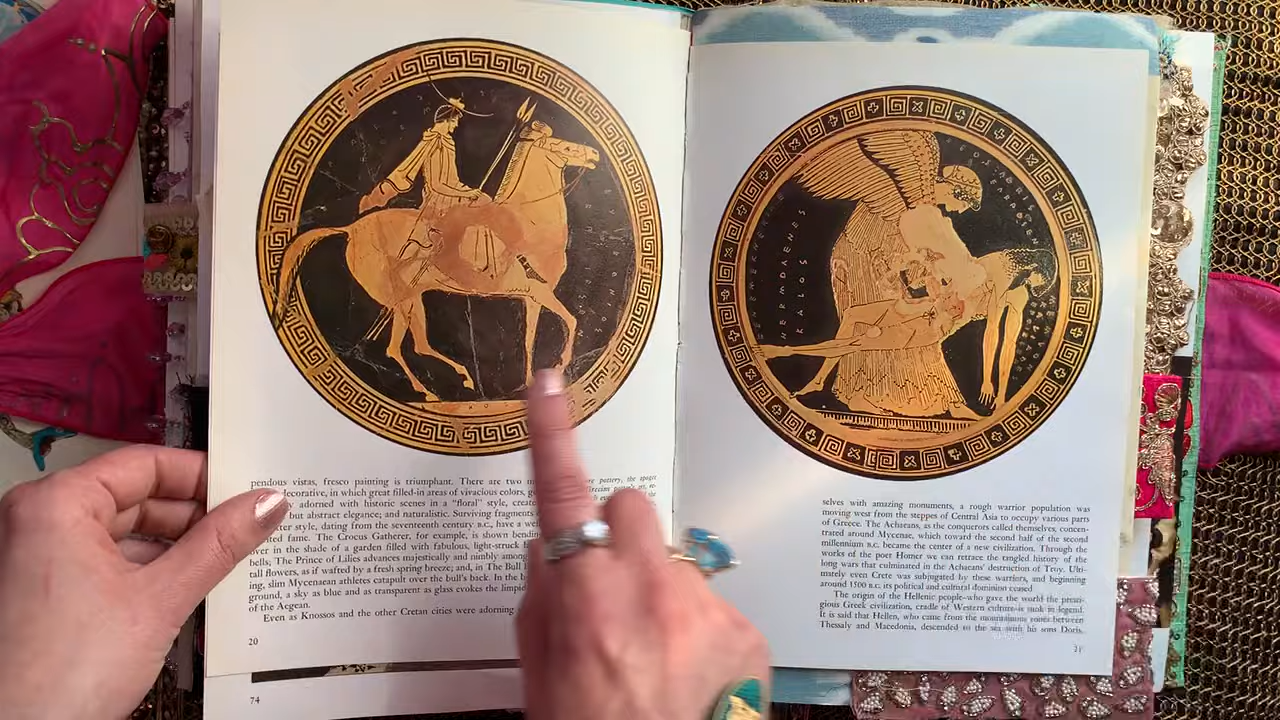 pendous vistas, fresco painting is triumphant. There are two
decorative, in which great filled-in areas of vivacious colors,
adorned with historic scenes in a "floral" style, create
but abstract elegance; and naturalistic. Surviving fragments
style, dating from the seventeenth century B.C., have a
fame. The Crocus Gatherer, for example, is shown bending
over in the shade of a garden filled with fabulous, light-struck
bells, The Prince of Lilies advances majestically and nimbly among
tall flowers, as if wafted by a fresh spring breeze; and, in The Bull
ing, slim Mycenaean athletes catapult over the bull's back. In the
ground, a sky as blue and as transparent as glass evokes the limpid
of the Aegean.
Even as Knossos and the other Cretan cities were adorning
20
74
HERMOAENES
KALOS
selves with amazing monuments, a rough warrior population was
moving west from the steppes of Central Asia to occupy various parts
of Greece. The Achaeans, as the conquerors called themselves, concen-
trated around Mycenae, which toward the second half of the second
millennium B.C. became the center of a new civilization. Through the
works of the poet Homer we can retrace the tangled history of the
long wars that culminated in the Achaeans' destruction of Troy. Ulti-
mately even Crete was subjugated by these warriors, and beginning
around 1500 B.C. its political and cultural dominion ceased
The origin of the Hellenic people–who gave the world the presti-
gious Greek civilization, cradle of Western culture–is sunk in legend.
It is said that Hellen, who came from the mountainous zones between
Thessaly and Macedonia, descended to the sea with his sons Doris,
21